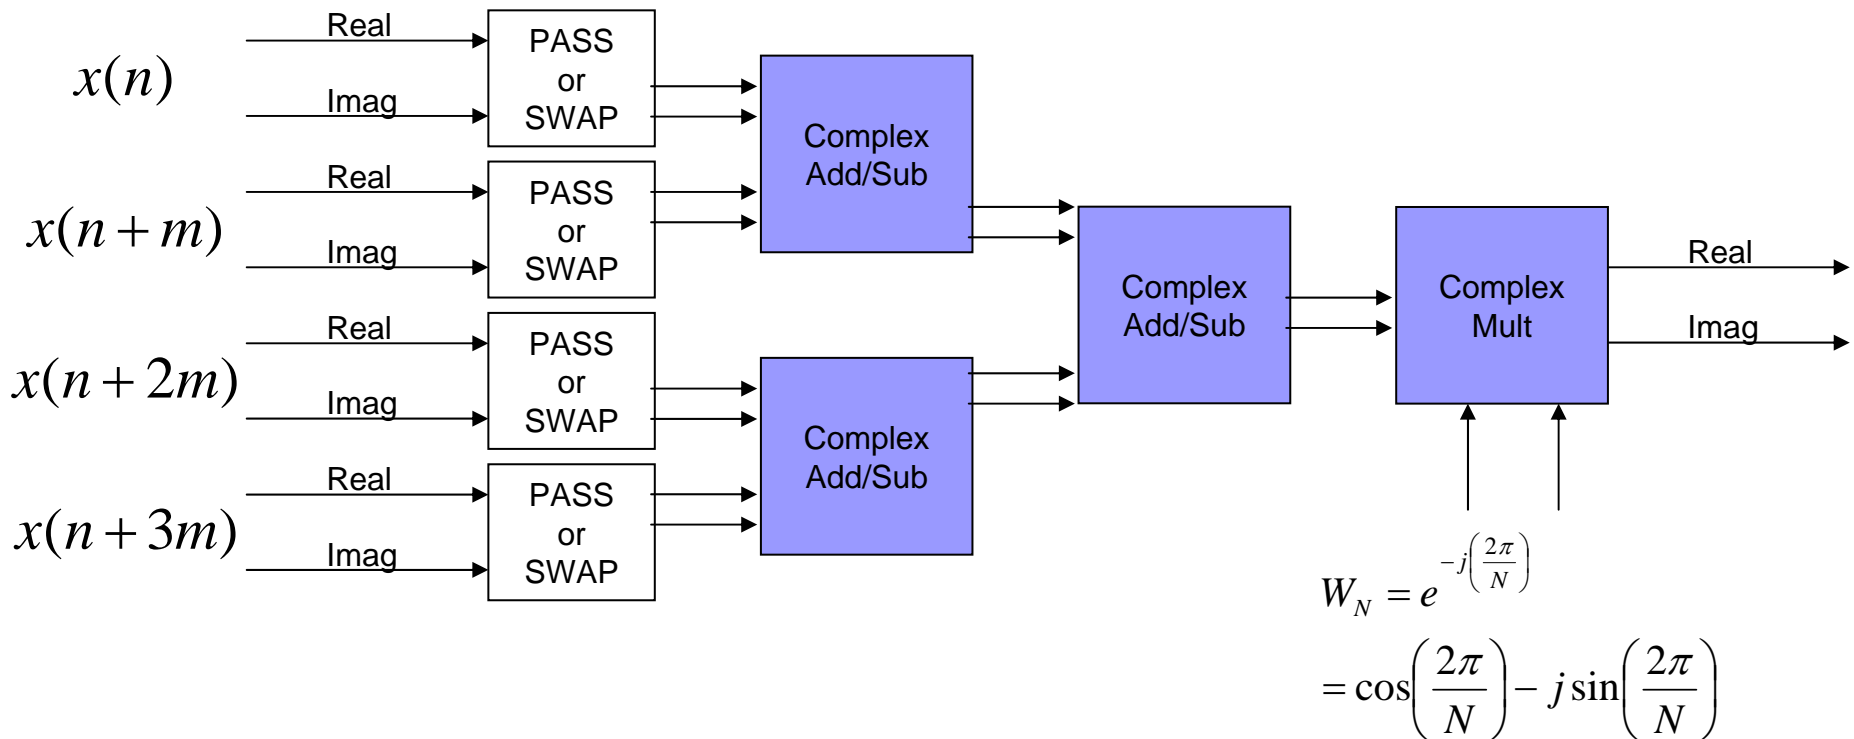 x(n)
Real
Imag
PASS
or
SWAP
x(n + m)
Real
Imag
PASS
or
SWAP
x(n + 2m)
Real
Imag
PASS
or
SWAP
x(n + 3m)
Real
Imag
PASS
or
SWAP
Complex
Add/Sub
Complex
Add/Sub
Complex
Add/Sub
Complex
Mult
Real
Imag
W_N = e^{-j(2π/N)}
= cos(2π/N) − j sin(2π/N)